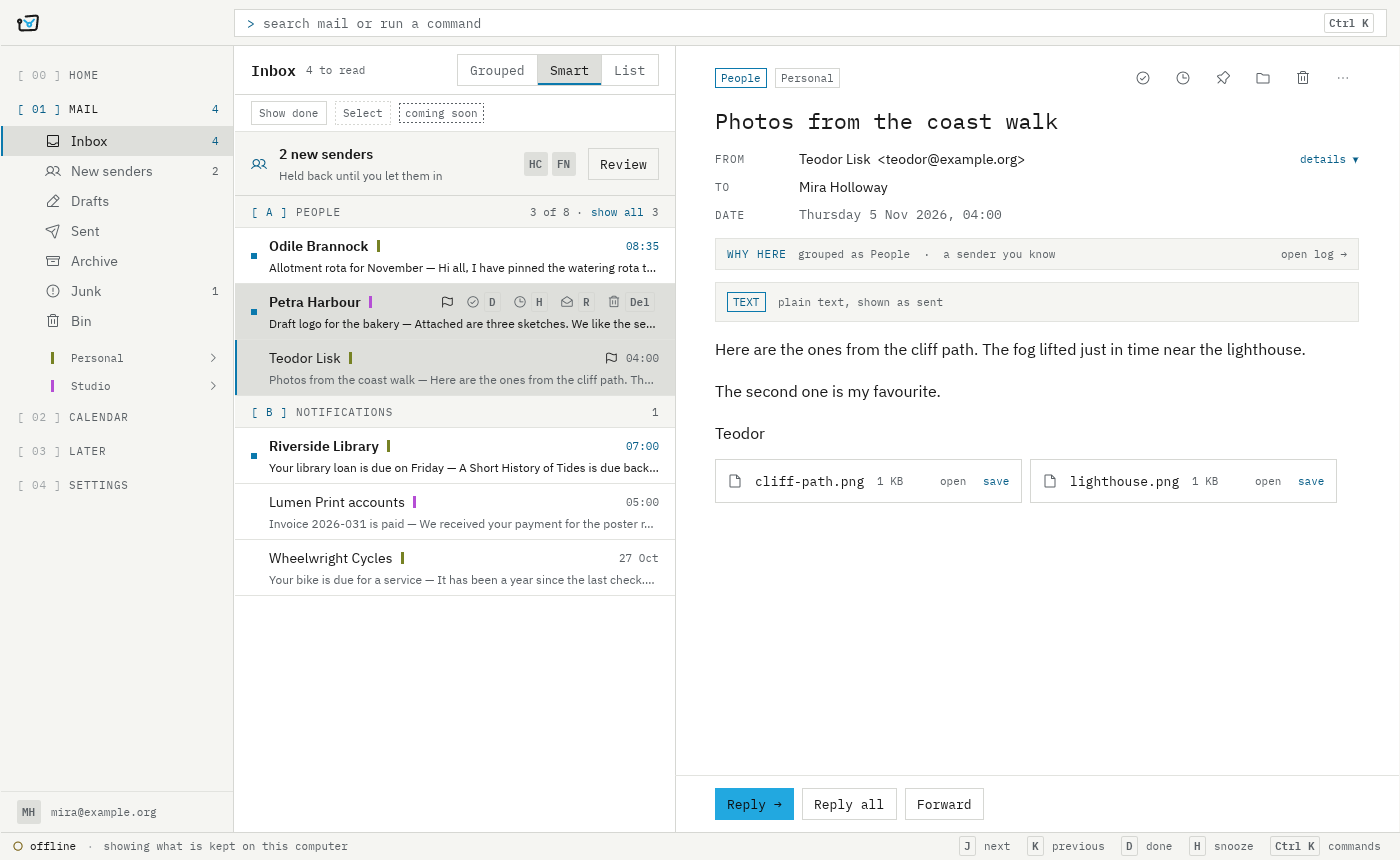 > search mail or run a command Ctrl K
[ 00 ] HOME
[ 01 ] MAIL 4
Inbox 4
New senders 2
Drafts
Sent
Archive
Junk 1
Bin
Personal
Studio
[ 02 ] CALENDAR
[ 03 ] LATER
[ 04 ] SETTINGS
MH mira@example.org
Inbox 4 to read Grouped Smart List
Show done Select coming soon
2 new senders
Held back until you let them in
HC FN Review
[ A ] PEOPLE 3 of 8 · show all 3
Odile Brannock 08:35
Allotment rota for November — Hi all, I have pinned the watering rota t…
Petra Harbour D H R Del
Draft logo for the bakery — Attached are three sketches. We like the se…
Teodor Lisk 04:00
Photos from the coast walk — Here are the ones from the cliff path. Th…
[ B ] NOTIFICATIONS 1
Riverside Library 07:00
Your library loan is due on Friday — A Short History of Tides is due back…
Lumen Print accounts 05:00
Invoice 2026-031 is paid — We received your payment for the poster r…
Wheelwright Cycles 27 Oct
Your bike is due for a service — It has been a year since the last check.…
People Personal
Photos from the coast walk
FROM Teodor Lisk <teodor@example.org> details ▾
TO Mira Holloway
DATE Thursday 5 Nov 2026, 04:00
WHY HERE grouped as People · a sender you know open log →
TEXT plain text, shown as sent
Here are the ones from the cliff path. The fog lifted just in time near the lighthouse.
The second one is my favourite.
Teodor
cliff-path.png 1 KB open save
lighthouse.png 1 KB open save
Reply → Reply all Forward
offline · showing what is kept on this computer
J next K previous D done H snooze Ctrl K commands